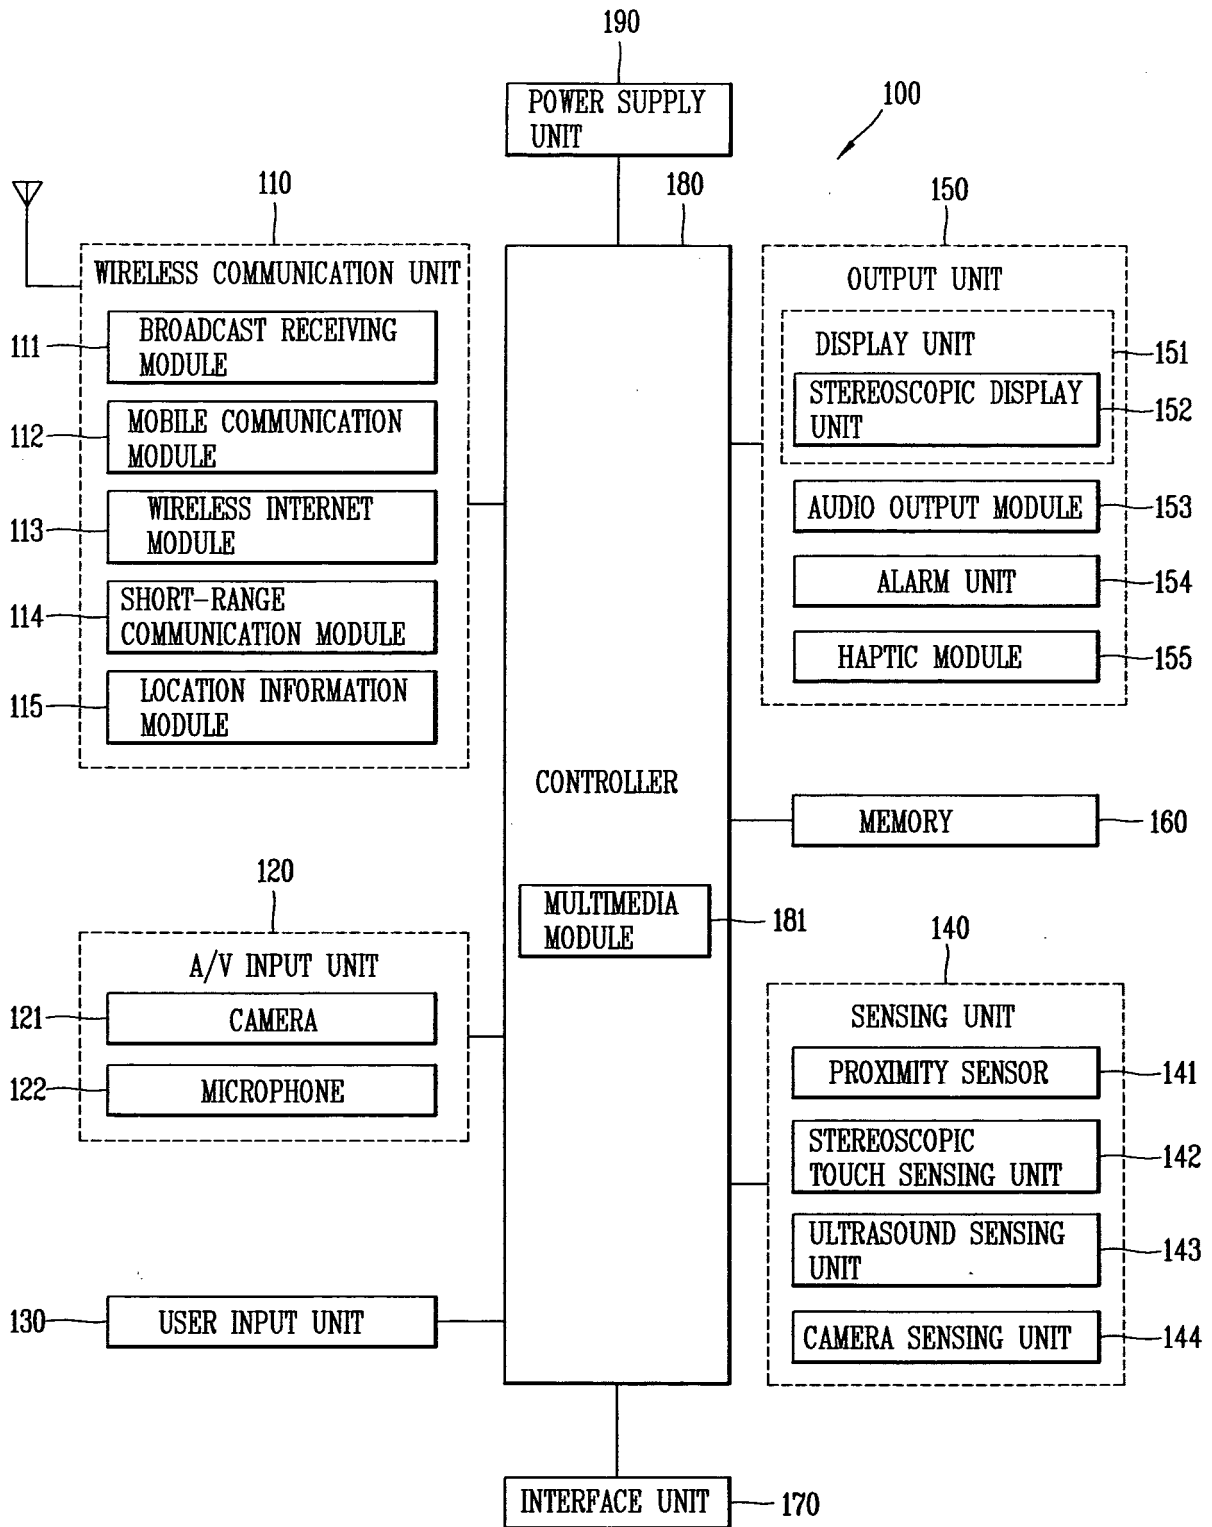 190
POWER SUPPLY
UNIT
100
110
180
150
WIRELESS COMMUNICATION UNIT
111
BROADCAST RECEIVING
MODULE
112
MOBILE COMMUNICATION
MODULE
113
WIRELESS INTERNET
MODULE
114
SHORT-RANGE
COMMUNICATION MODULE
115
LOCATION INFORMATION
MODULE
OUTPUT UNIT
DISPLAY UNIT
151
STEREOSCOPIC DISPLAY
UNIT
152
AUDIO OUTPUT MODULE
153
ALARM UNIT
154
HAPTIC MODULE
155
CONTROLLER
MEMORY
160
MULTIMEDIA
MODULE
181
120
A/V INPUT UNIT
121
CAMERA
122
MICROPHONE
140
SENSING UNIT
PROXIMITY SENSOR
141
STEREOSCOPIC
TOUCH SENSING UNIT
142
ULTRASOUND SENSING
UNIT
143
CAMERA SENSING UNIT
144
130
USER INPUT UNIT
INTERFACE UNIT
170